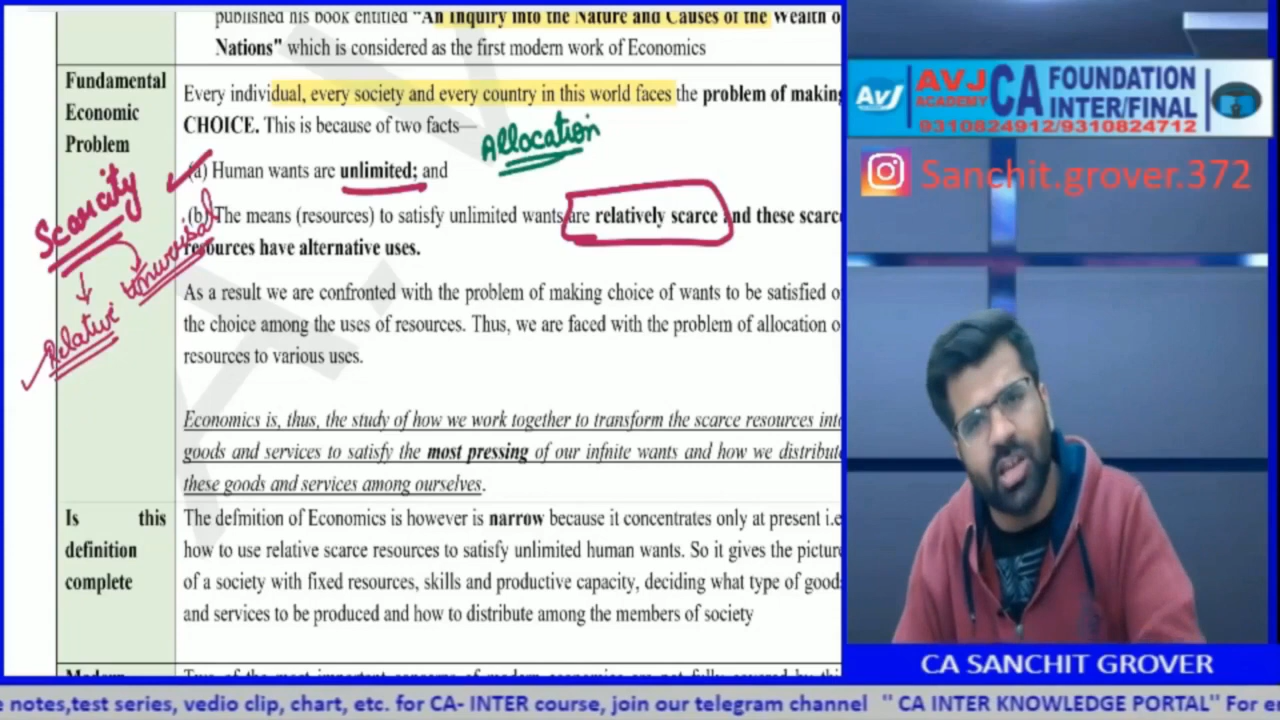 published his book entitled "An Inquiry into the Nature and Causes of the Wealth o
Nations" which is considered as the first modern work of Economics
Fundamental
Economic
Problem
Every individual, every society and every country in this world faces the problem of making
CHOICE. This is because of two facts—
Allocation
(a) Human wants are unlimited; and
(b) The means (resources) to satisfy unlimited wants are relatively scarce and these scarce
resources have alternative uses.
Scarcity
Universal
Relative
As a result we are confronted with the problem of making choice of wants to be satisfied o
the choice among the uses of resources. Thus, we are faced with the problem of allocation o
resources to various uses.
Economics is, thus, the study of how we work together to transform the scarce resources into
goods and services to satisfy the most pressing of our infnite wants and how we distribute
these goods and services among ourselves.
Is this
definition
complete
The defmition of Economics is however is narrow because it concentrates only at present i.e
how to use relative scarce resources to satisfy unlimited human wants. So it gives the picture
of a society with fixed resources, skills and productive capacity, deciding what type of goods
and services to be produced and how to distribute among the members of society
AVJ
AVJ
ACADEMY
CA
FOUNDATION
INTER/FINAL
9310824912/9310824712
Sanchit.grover.372
CA SANCHIT GROVER
e notes,test series, vedio clip, chart, etc. for CA- INTER course, join our telegram channel " CA INTER KNOWLEDGE PORTAL" For e